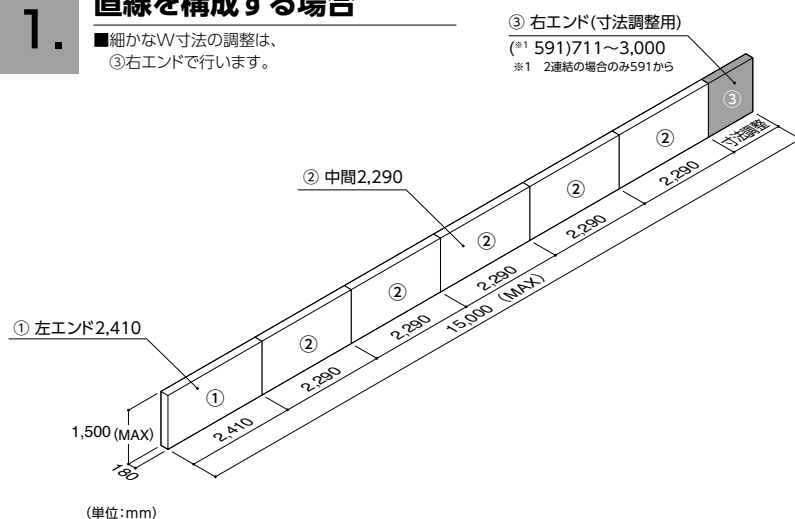 1.
直線を構成する場合
■細かなW寸法の調整は、
③右エンドで行います。
③ 右エンド(寸法調整用)
(※1 591)711〜3,000
※1 2連結の場合のみ591から
③
寸法調整
②
2,290
② 中間2,290
②
2,290
②
2,290
15,000 (MAX)
②
2,290
① 左エンド2,410
②
2,290
①
2,410
1,500(MAX)
180
(単位:mm)